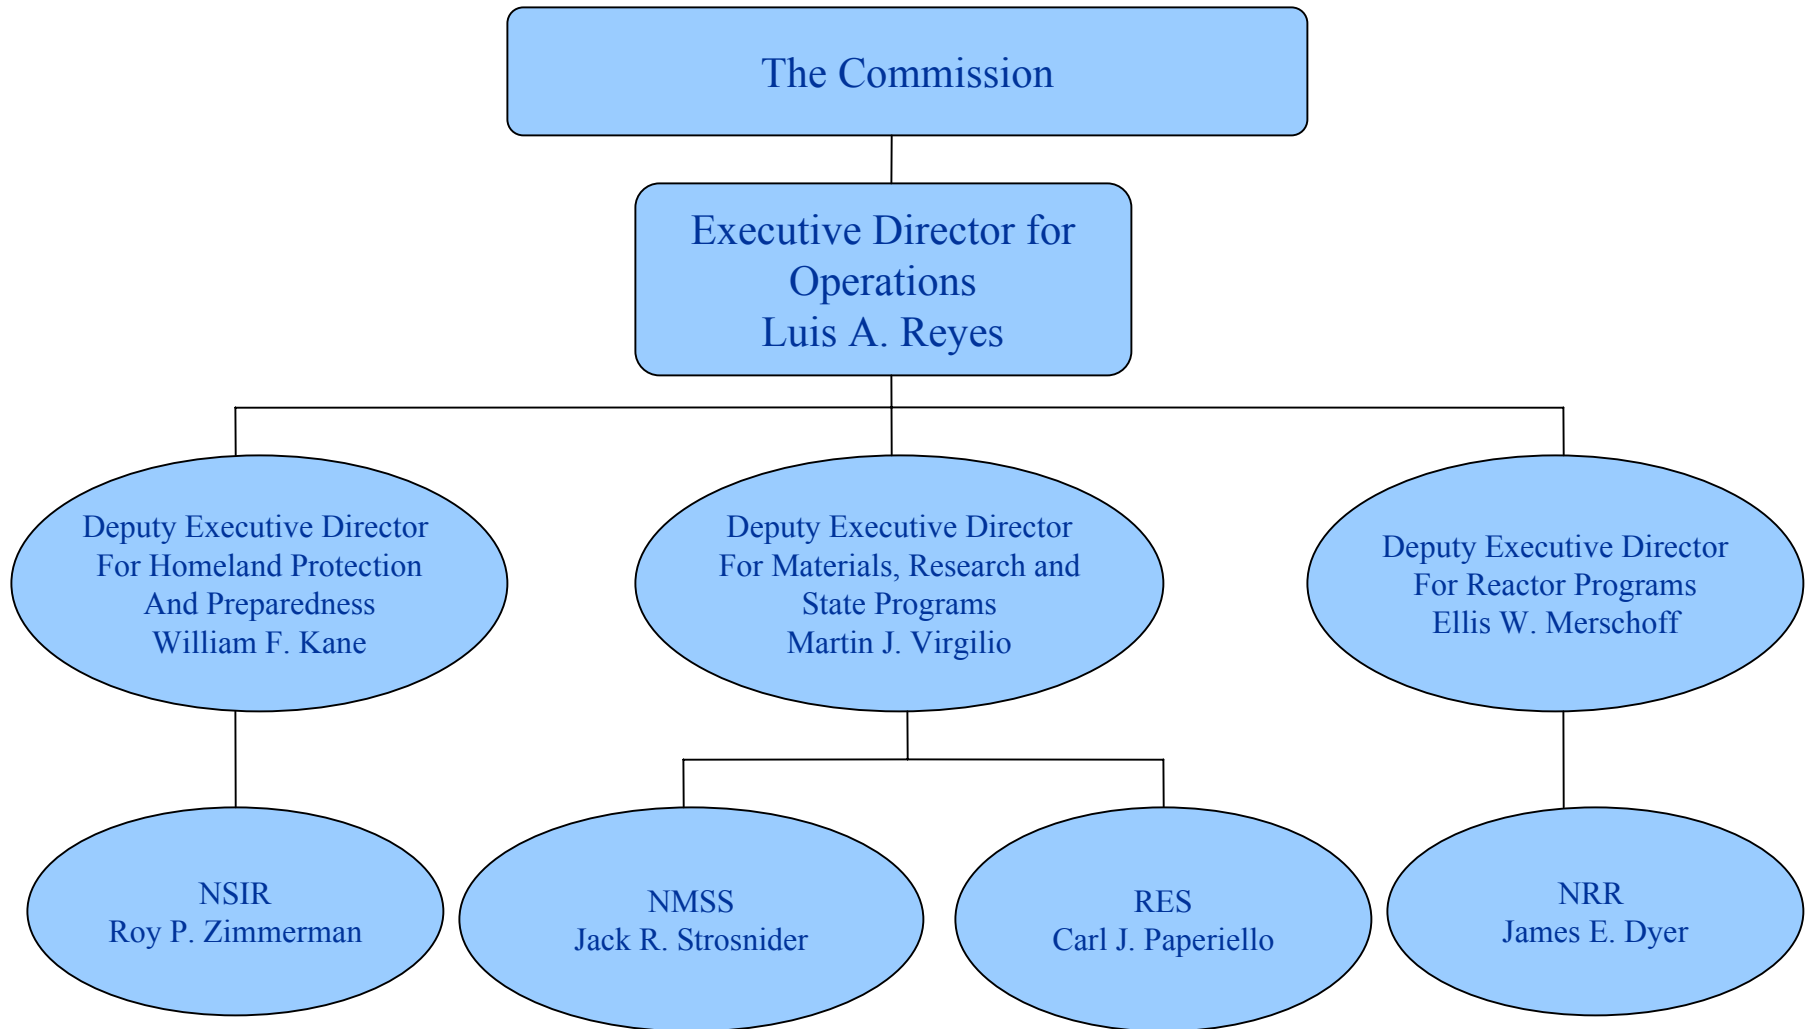 The Commission
Executive Director for
Operations
Luis A. Reyes
Deputy Executive Director
For Homeland Protection
And Preparedness
William F. Kane
Deputy Executive Director
For Materials, Research and
State Programs
Martin J. Virgilio
Deputy Executive Director
For Reactor Programs
Ellis W. Merschoff
NSIR
Roy P. Zimmerman
NMSS
Jack R. Strosnider
RES
Carl J. Paperiello
NRR
James E. Dyer